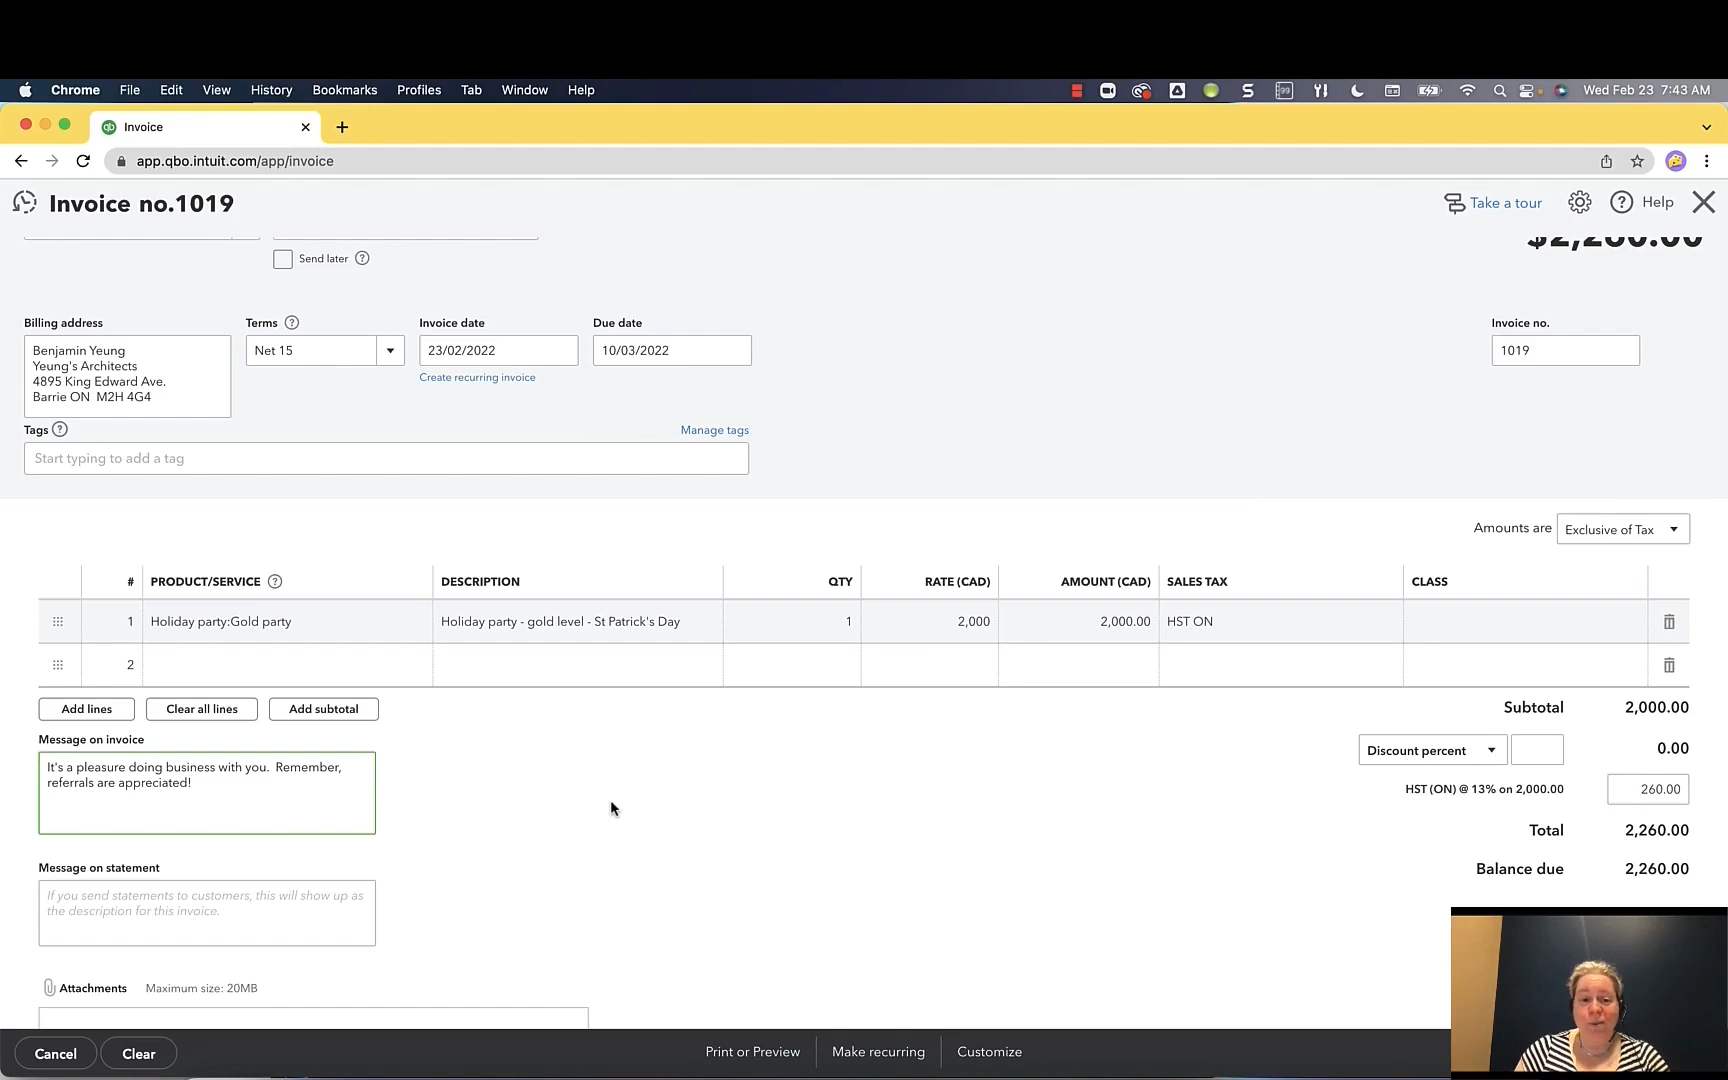 Chrome File Edit View History Bookmarks Profiles Tab Window Help Wed Feb 23 7:43 AM
Invoice
app.qbo.intuit.com/app/invoice
Invoice no.1019 Take a tour Help
$2,260.00
Send later
Billing address Terms Invoice date Due date Invoice no.
Benjamin Yeung
Yeung's Architects
4895 King Edward Ave.
Barrie ON M2H 4G4
Net 15 23/02/2022 10/03/2022 1019
Create recurring invoice
Tags Manage tags
Start typing to add a tag
Amounts are Exclusive of Tax
# PRODUCT/SERVICE DESCRIPTION QTY RATE (CAD) AMOUNT (CAD) SALES TAX CLASS
1 Holiday party:Gold party Holiday party - gold level - St Patrick's Day 1 2,000 2,000.00 HST ON
2
Add lines Clear all lines Add subtotal Subtotal 2,000.00
Message on invoice
It's a pleasure doing business with you. Remember,
referrals are appreciated!
Discount percent 0.00
HST (ON) @ 13% on 2,000.00 260.00
Total 2,260.00
Balance due 2,260.00
Message on statement
If you send statements to customers, this will show up as
the description for this invoice.
Attachments Maximum size: 20MB
Cancel Clear Print or Preview Make recurring Customize